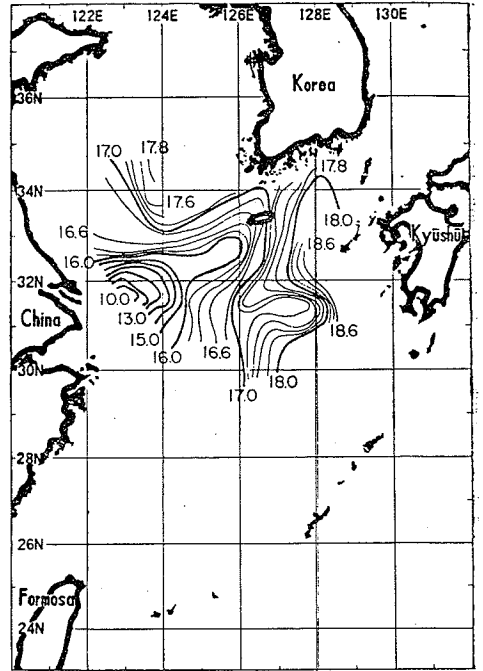 122E 124E 126E 128E 130E
Korea
36N
17.0 17.8
17.8
34N
17.6
18.0
16.6
18.6
Kyūshū
16.0
32N
10.0
China
13.0
15.0
16.6
18.6
16.0
30N
18.0
17.0
28N
26N
Formosa
24N